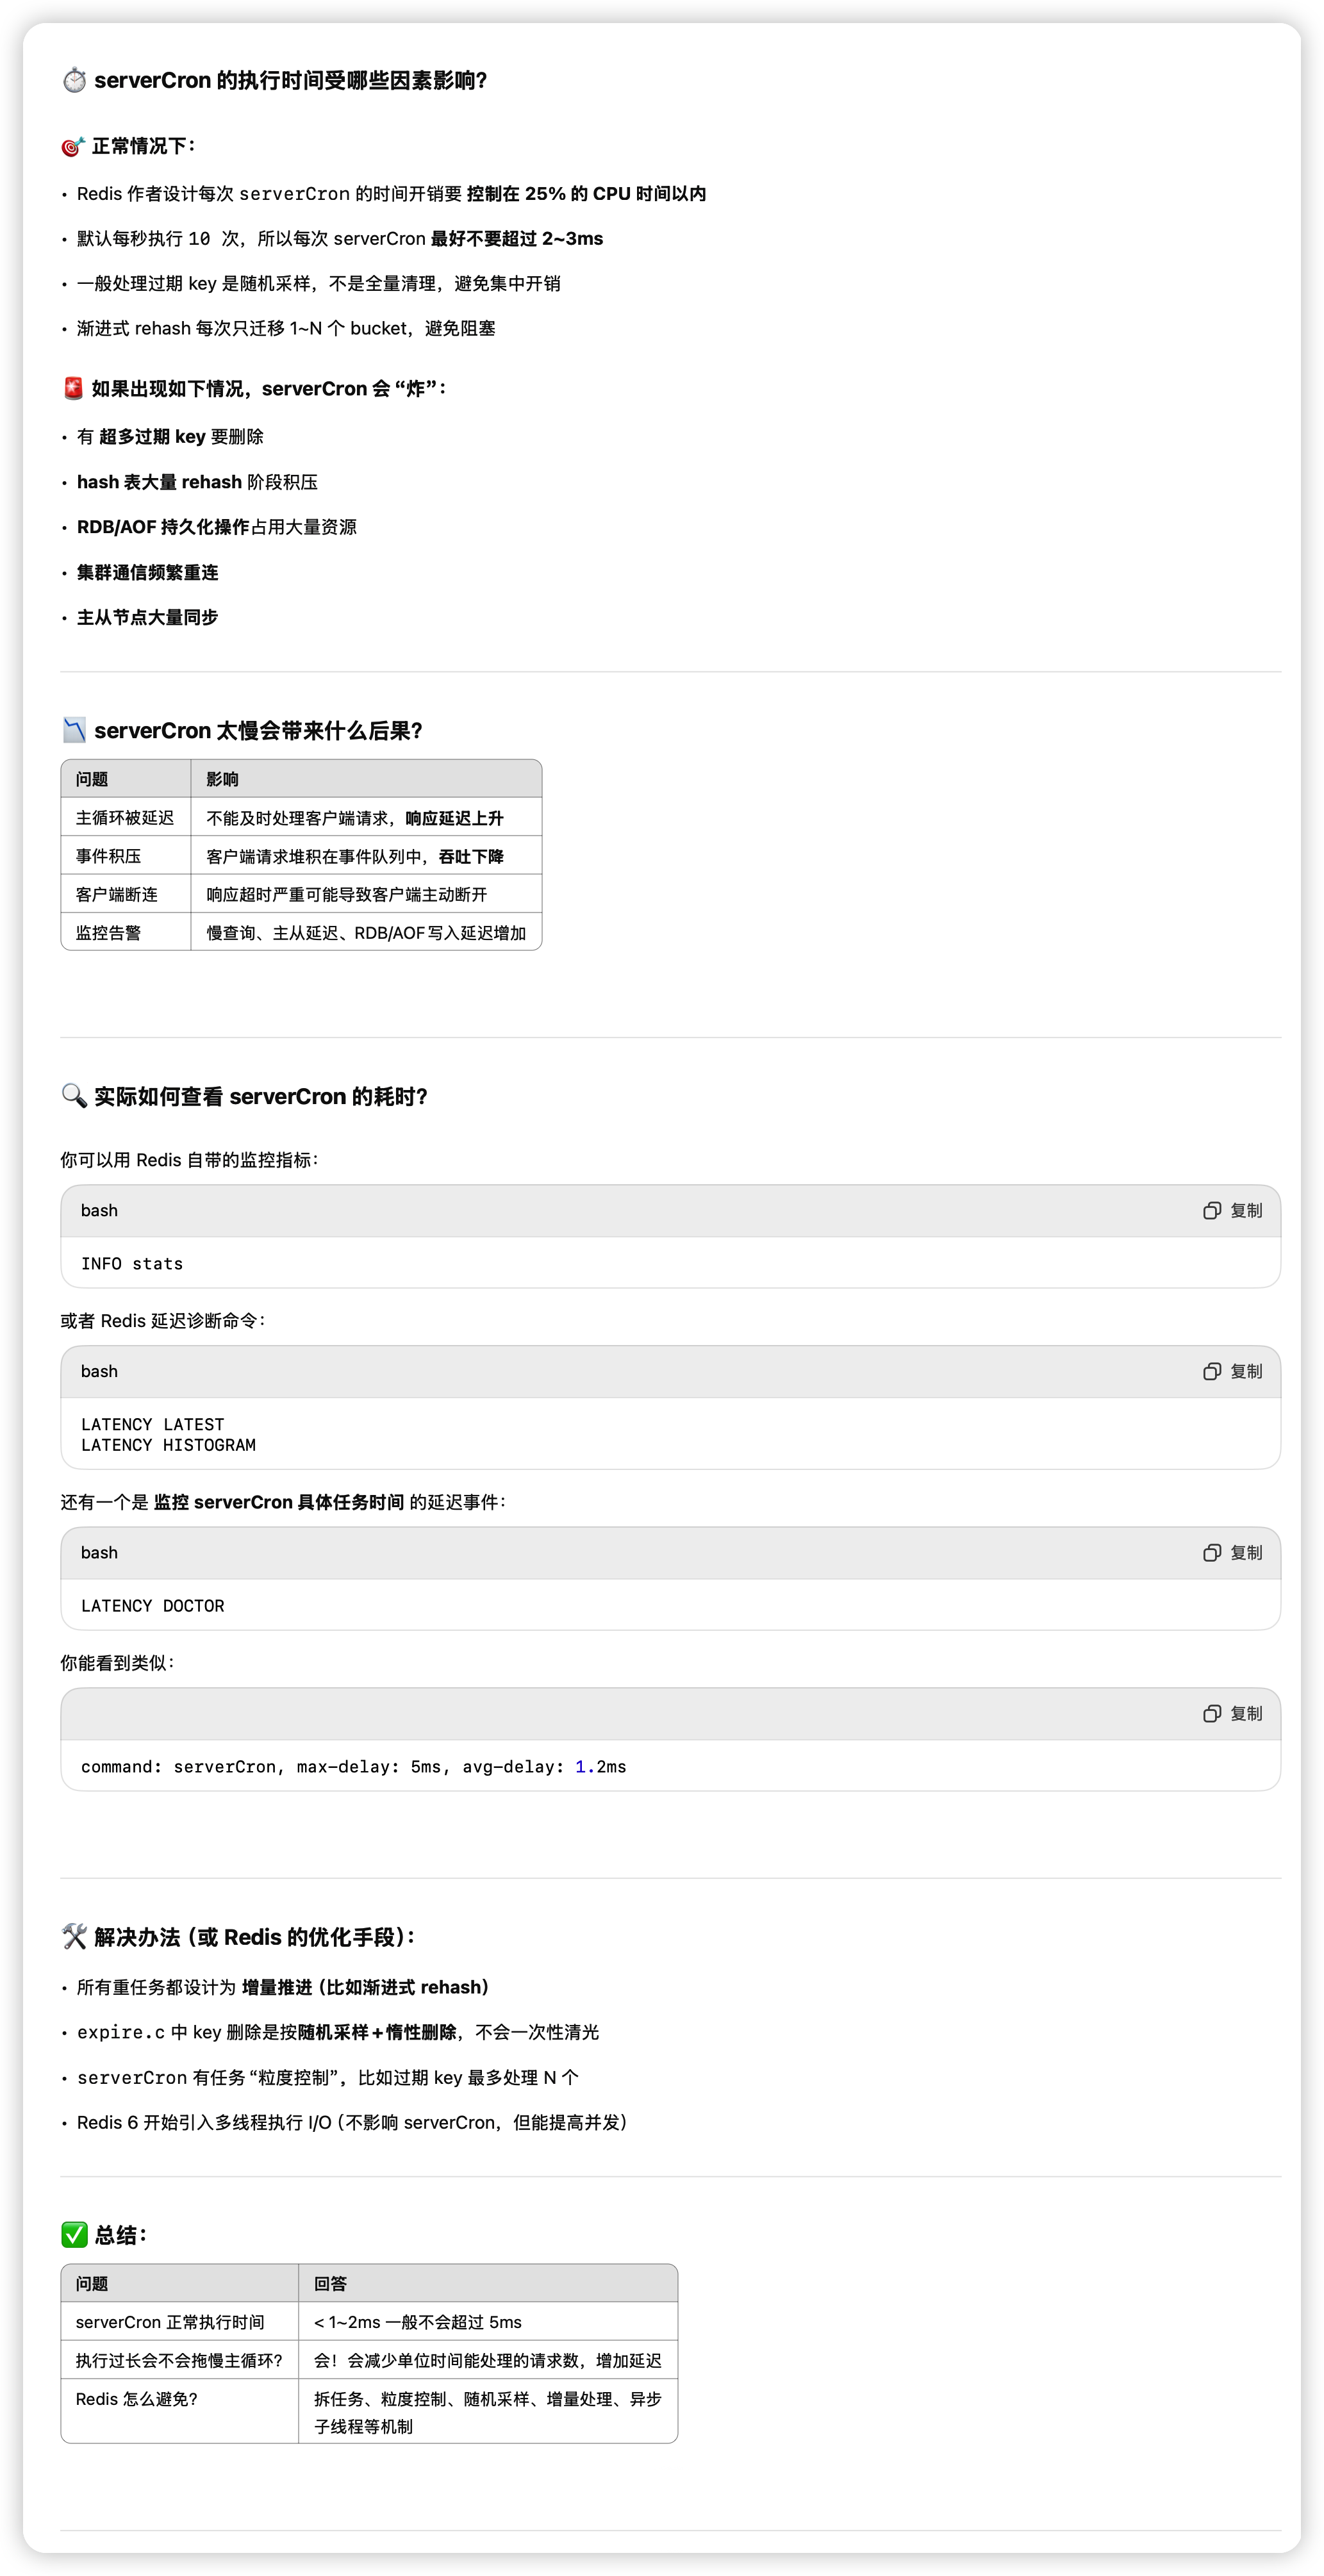 ⏱️ serverCron 的执行时间受哪些因素影响?
🎯 正常情况下:
• Redis 作者设计每次 serverCron 的时间开销要 控制在 25% 的 CPU 时间以内
• 默认每秒执行 10 次，所以每次 serverCron 最好不要超过 2~3ms
• 一般处理过期 key 是随机采样，不是全量清理，避免集中开销
• 渐进式 rehash 每次只迁移 1~N 个 bucket，避免阻塞
🚨 如果出现如下情况，serverCron 会 “炸”:
• 有 超多过期 key 要删除
• hash 表大量 rehash 阶段积压
• RDB/AOF 持久化操作占用大量资源
• 集群通信频繁重连
• 主从节点大量同步
📉 serverCron 太慢会带来什么后果?
问题 影响
主循环被延迟 不能及时处理客户端请求，响应延迟上升
事件积压 客户端请求堆积在事件队列中，吞吐下降
客户端断连 响应超时严重可能导致客户端主动断开
监控告警 慢查询、主从延迟、RDB/AOF 写入延迟增加
🔍 实际如何查看 serverCron 的耗时?
你可以用 Redis 自带的监控指标:
bash 复制
INFO stats
或者 Redis 延迟诊断命令:
bash 复制
LATENCY LATEST
LATENCY HISTOGRAM
还有一个是 监控 serverCron 具体任务时间 的延迟事件:
bash 复制
LATENCY DOCTOR
你能看到类似:
复制
command: serverCron, max-delay: 5ms, avg-delay: 1.2ms
🛠️ 解决办法（或 Redis 的优化手段）:
• 所有重任务都设计为 增量推进（比如渐进式 rehash）
• expire.c 中 key 删除是按随机采样+惰性删除，不会一次性清光
• serverCron 有任务 “粒度控制”，比如过期 key 最多处理 N 个
• Redis 6 开始引入多线程执行 I/O（不影响 serverCron，但能提高并发）
✅ 总结:
问题 回答
serverCron 正常执行时间 < 1~2ms 一般不会超过 5ms
执行过长会不会拖慢主循环? 会！会减少单位时间能处理的请求数，增加延迟
Redis 怎么避免? 拆任务、粒度控制、随机采样、增量处理、异步
子线程等机制